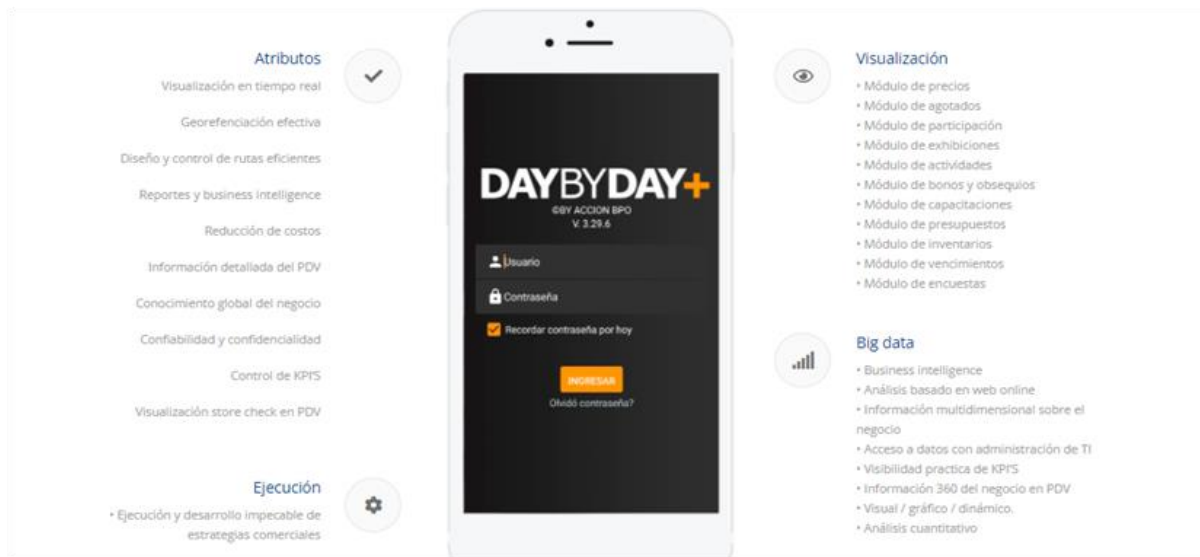 Atributos
Visualización en tiempo real
Georefenciación efectiva
Diseño y control de rutas eficientes
Reportes y business intelligence
Reducción de costos
Información detallada del PDV
Conocimiento global del negocio
Confiabilidad y confidencialidad
Control de KPI'S
Visualización store check en PDV
Ejecución
• Ejecución y desarrollo impecable de
estrategias comerciales
DAYBYDAY+
©BY ACCION BPO
V. 3.29.6
Usuario
Contraseña
Recordar contraseña por hoy
INGRESAR
Olvidó contraseña?
Visualización
• Módulo de precios
• Módulo de agotados
• Módulo de participación
• Módulo de exhibiciones
• Módulo de actividades
• Módulo de bonos y obsequios
• Módulo de capacitaciones
• Módulo de presupuestos
• Módulo de inventarios
• Módulo de vencimientos
• Módulo de encuestas
Big data
• Business intelligence
• Análisis basado en web online
• Información multidimensional sobre el
negocio
• Acceso a datos con administración de TI
• Visibilidad practica de KPI'S
• Información 360 del negocio en PDV
• Visual / gráfico / dinámico.
• Análisis cuantitativo